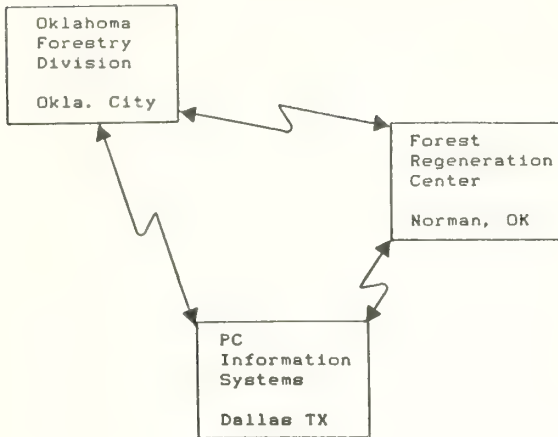 Oklahoma
Forestry
Division
Okla. City
Forest
Regeneration
Center
Norman, OK
PC
Information
Systems
Dallas TX